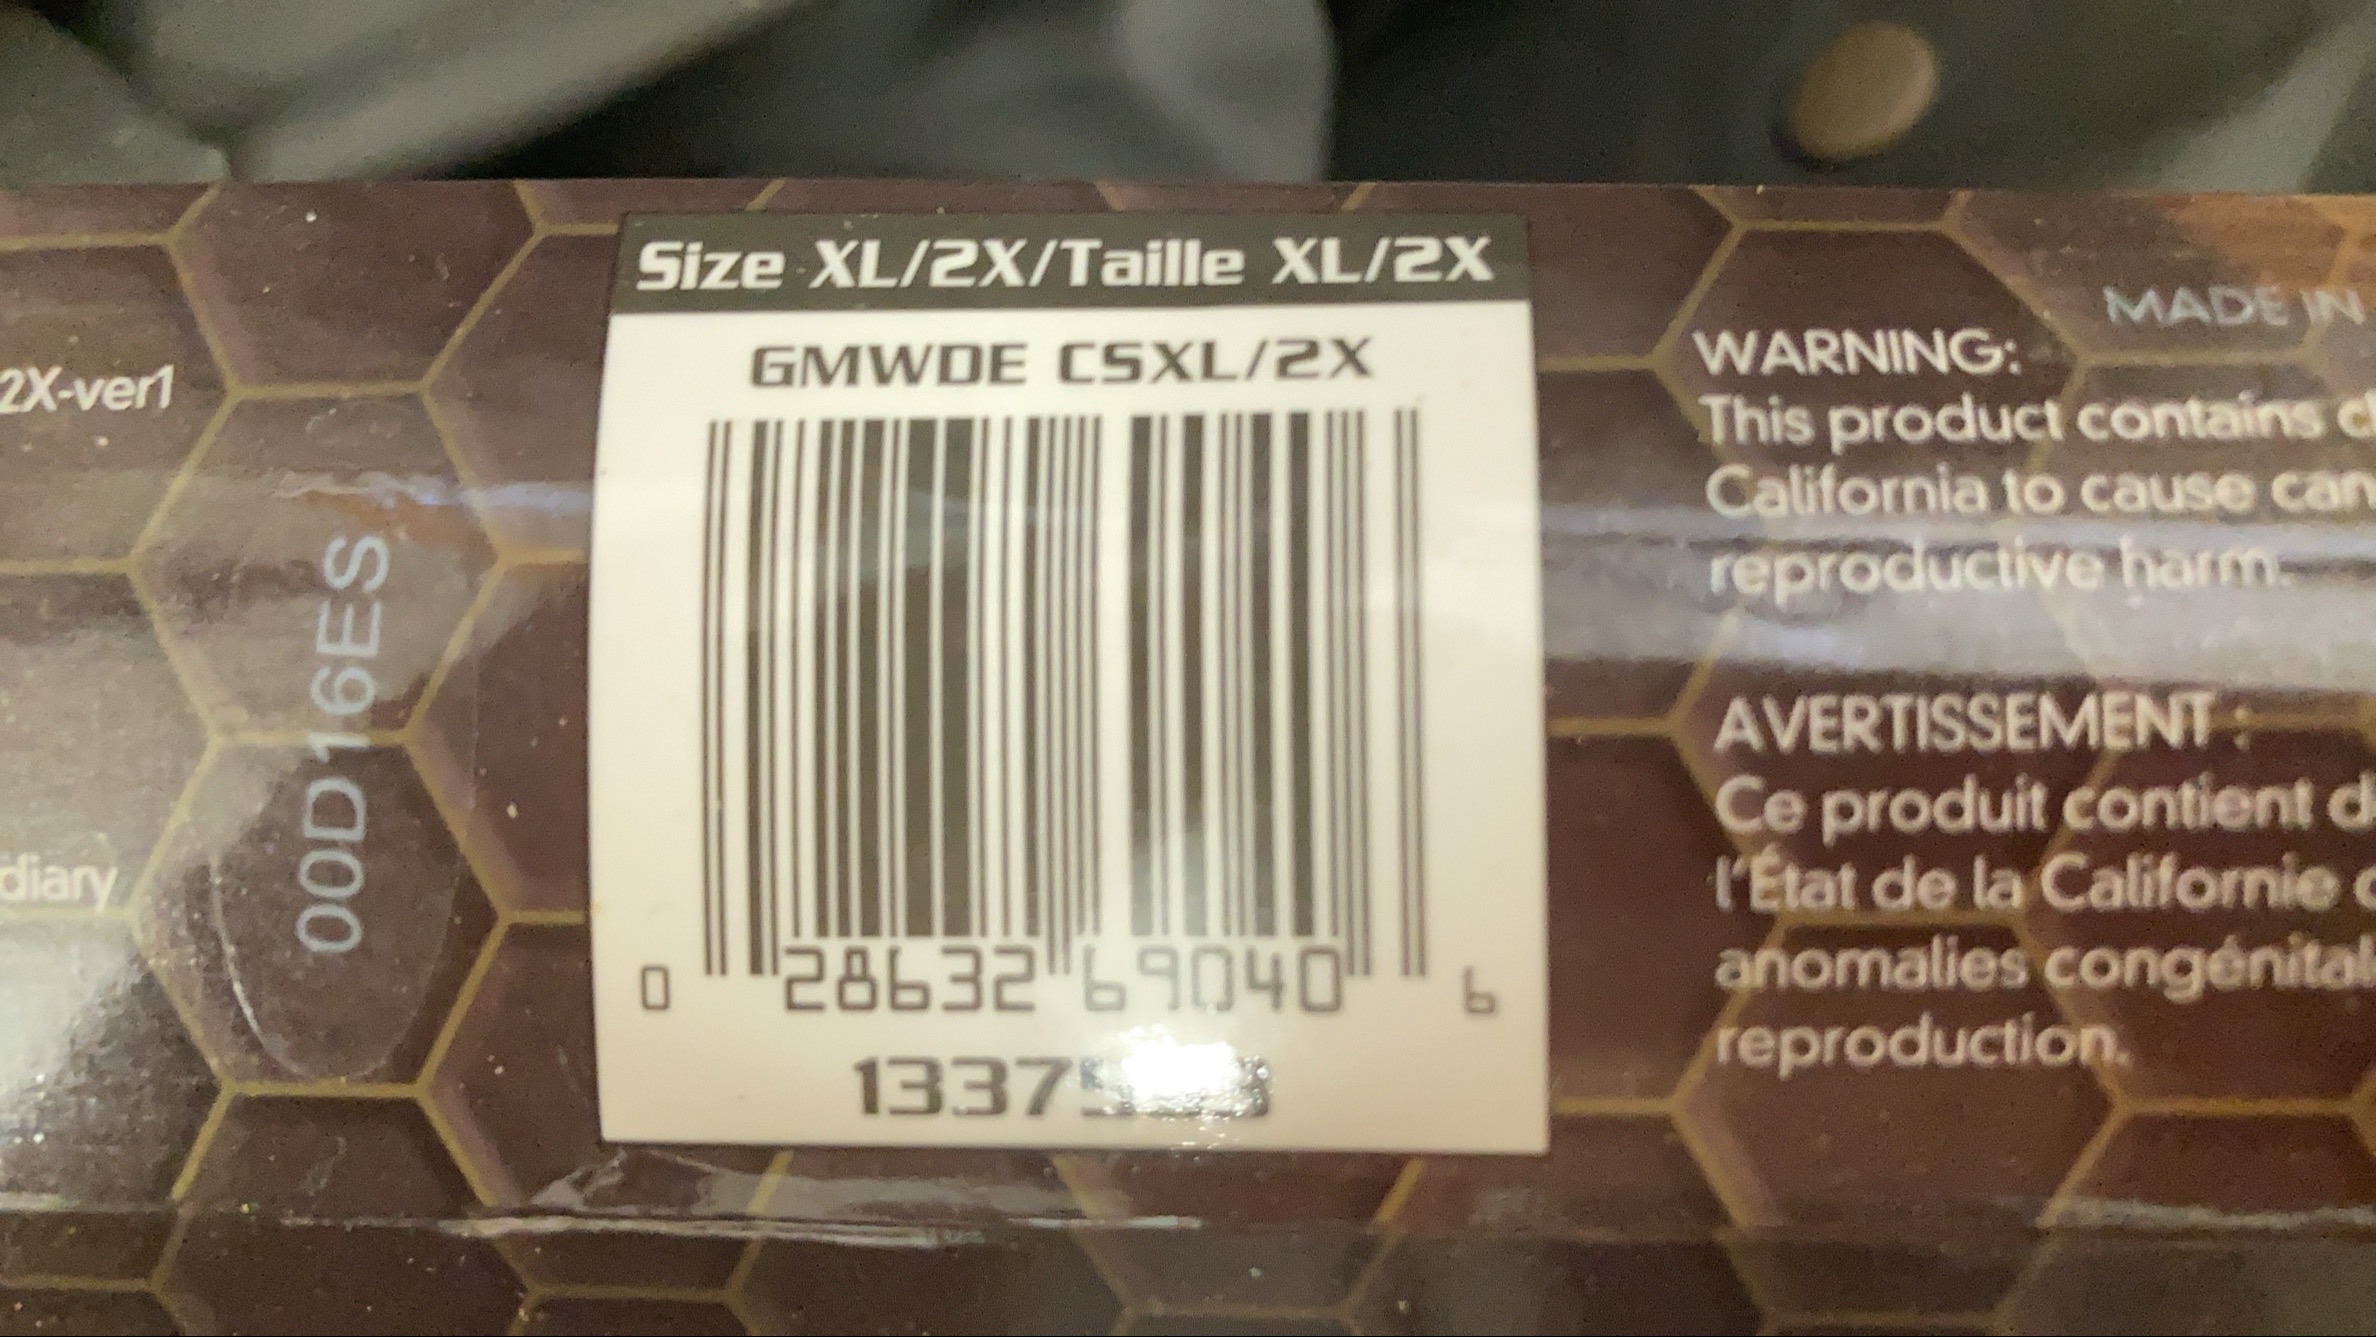 Size XL/2X/Taille XL/2X
GMWDE CSXL/2X
0 28632 69040 6
2X-ver1
00D16ES
diary
MADE IN
WARNING:
This product contains
California to cause
reproductive harm.
AVERTISSEMENT :
Ce produit contient
l'État de la Californie
anomalies
reproduction.